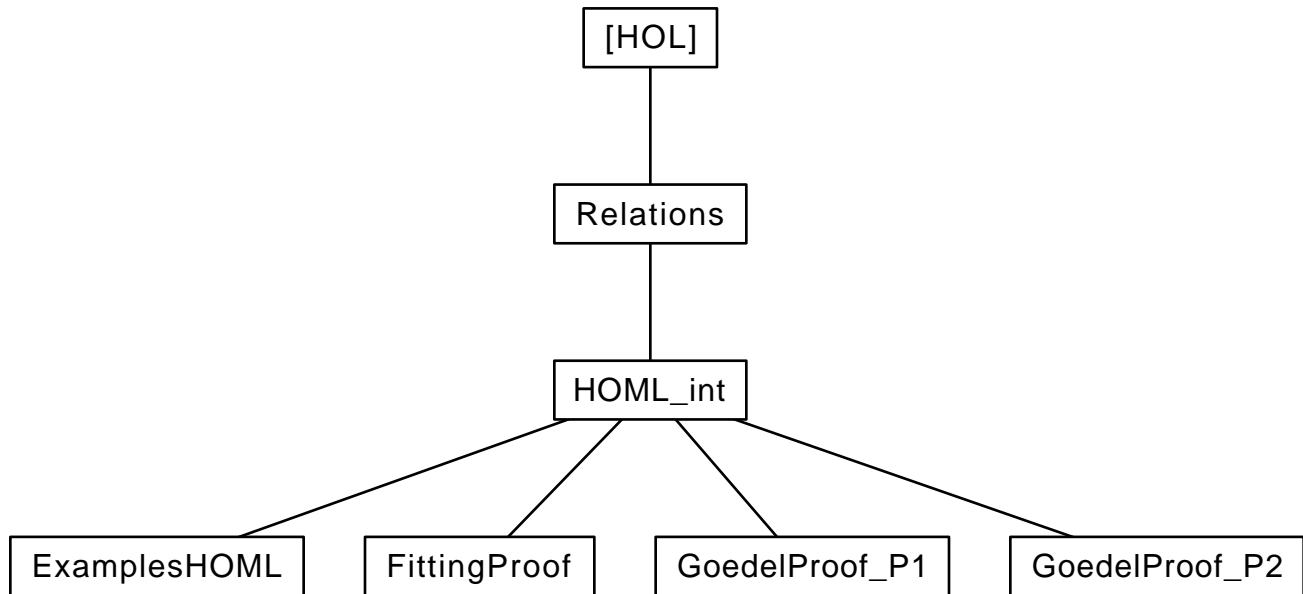 [HOL]
Relations
HOML_int
ExamplesHOML
FittingProof
GoedelProof_P1
GoedelProof_P2